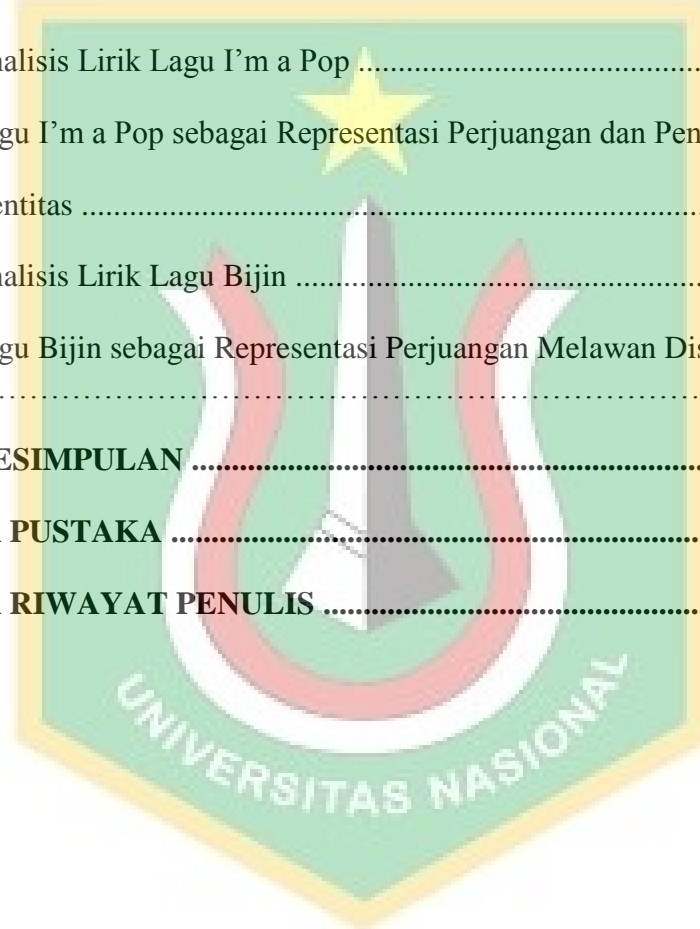 nalisis Lirik Lagu I’m a Pop ...........................................
gu I’m a Pop sebagai Representasi Perjuangan dan Pen
entitas ...............................................................................
nalisis Lirik Lagu Bijin ....................................................
gu Bijin sebagai Representasi Perjuangan Melawan Dis
...............................................................................
ESIMPULAN ...................................................................
PUSTAKA ......................................................................
RIWAYAT PENULIS ..................................................
UNIVERSITAS NASIONAL